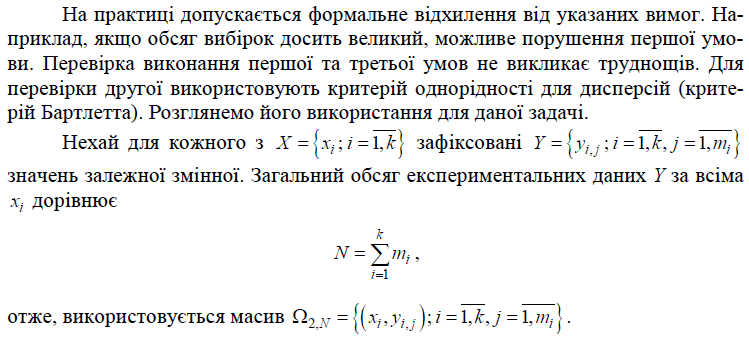 На практиці допускається формальне відхилення від указаних вимог. На-
приклад, якщо обсяг вибірок досить великий, можливе порушення першої умо-
ви. Перевірка виконання першої та третьої умов не викликає труднощів. Для
перевірки другої використовують критерій однорідності для дисперсій (крите-
рій Бартлетта). Розглянемо його використання для даної задачі.
Нехай для кожного з $X = \left\{ x_i ; i = \overline{1,k} \right\}$ зафіксовані $Y = \left\{ y_{i,j} ; i = \overline{1,k}, j = \overline{1,m_i} \right\}$
значень залежної змінної. Загальний обсяг експериментальних даних $Y$ за всіма
$x_i$ дорівнює
$N = \sum_{i=1}^{k} m_i ,$
отже, використовується масив $\Omega_{2,N} = \left\{ \left( x_i , y_{i,j} \right) ; i = \overline{1,k}, j = \overline{1,m_i} \right\} .$